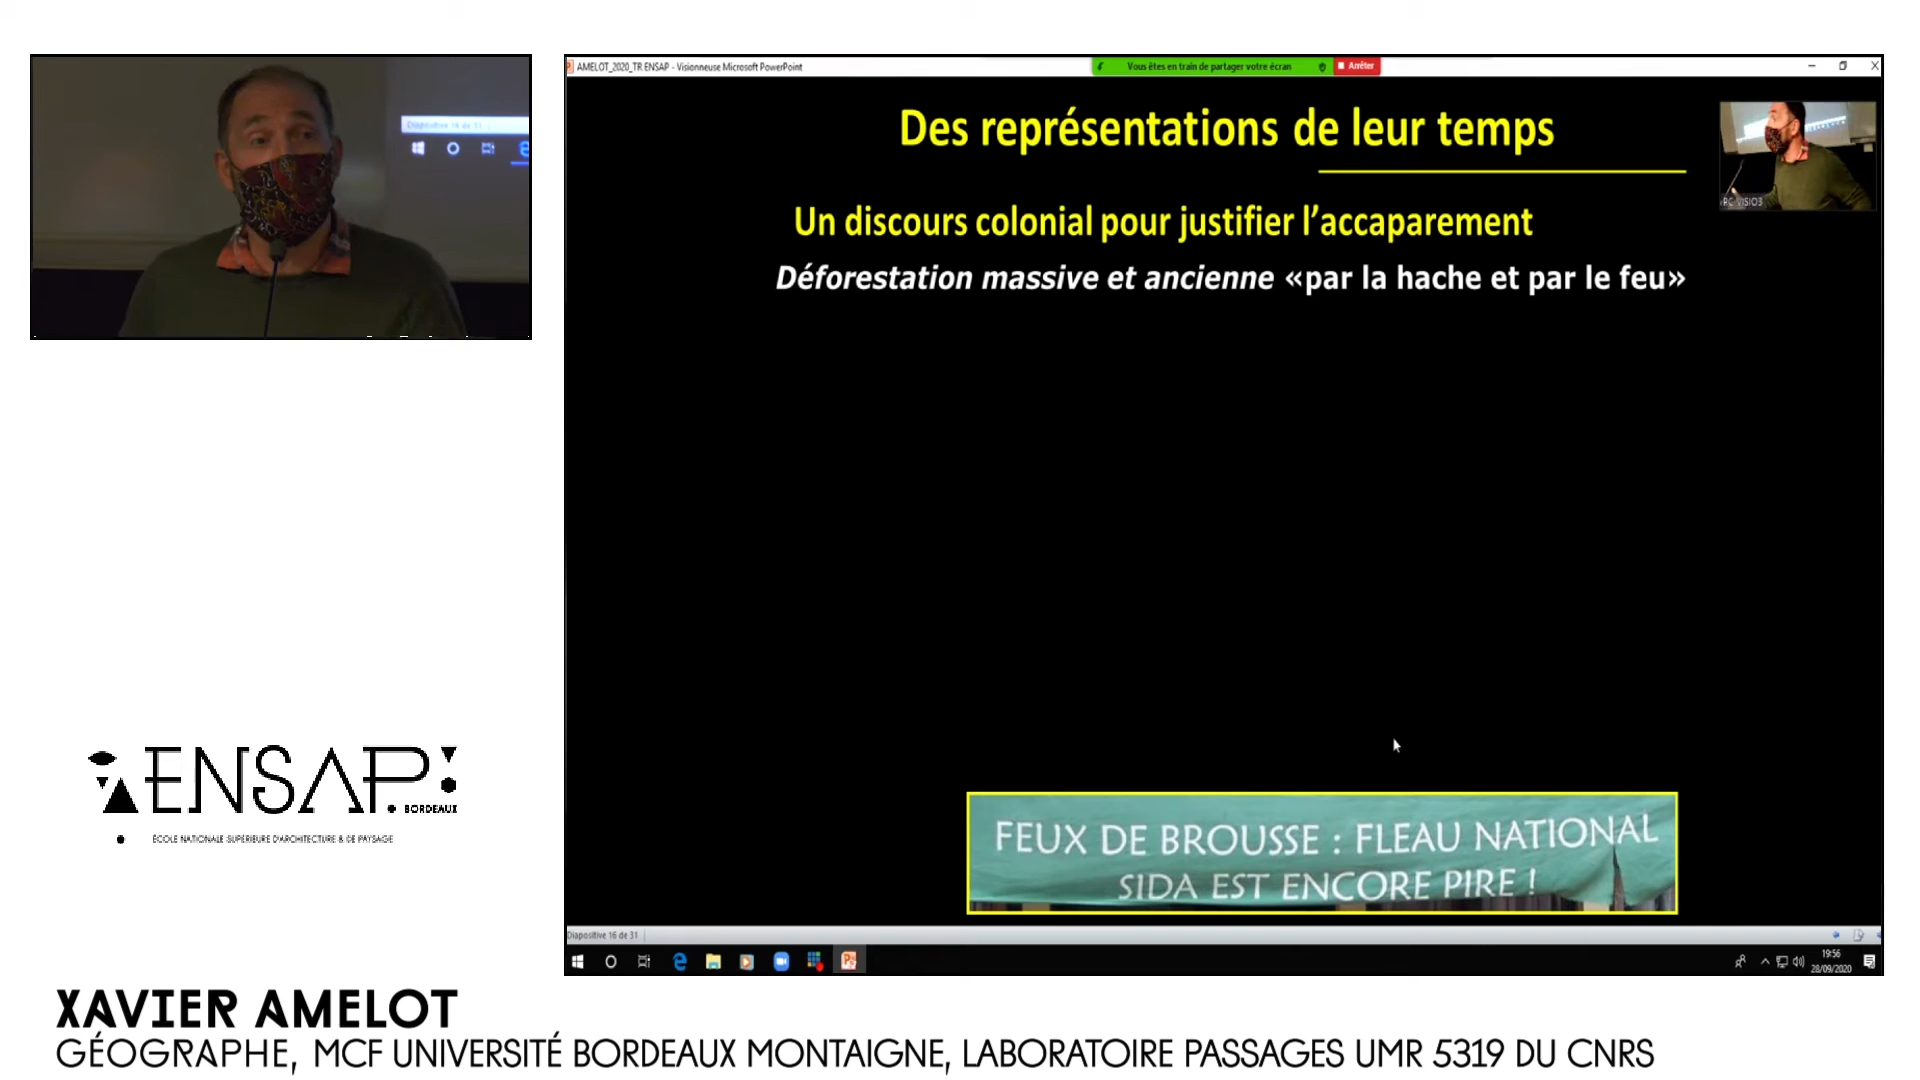 Diapositive 16 de 31
AMELOT_2020_TR ENSAP - Visionneuse Microsoft PowerPoint
Vous êtes en train de partager votre écran
Arrêter
Des représentations de leur temps
PC VISIO3
Un discours colonial pour justifier l’accaparement
Déforestation massive et ancienne «par la hache et par le feu»
FEUX DE BROUSSE : FLEAU NATIONAL
SIDA EST ENCORE PIRE !
Diapositive 16 de 31
19:56
28/09/2020
ENSAP
BORDEAUX
ÉCOLE NATIONALE SUPÉRIEURE D'ARCHITECTURE & DE PAYSAGE
XAVIER AMELOT
GÉOGRAPHE, MCF UNIVERSITÉ BORDEAUX MONTAIGNE, LABORATOIRE PASSAGES UMR 5319 DU CNRS